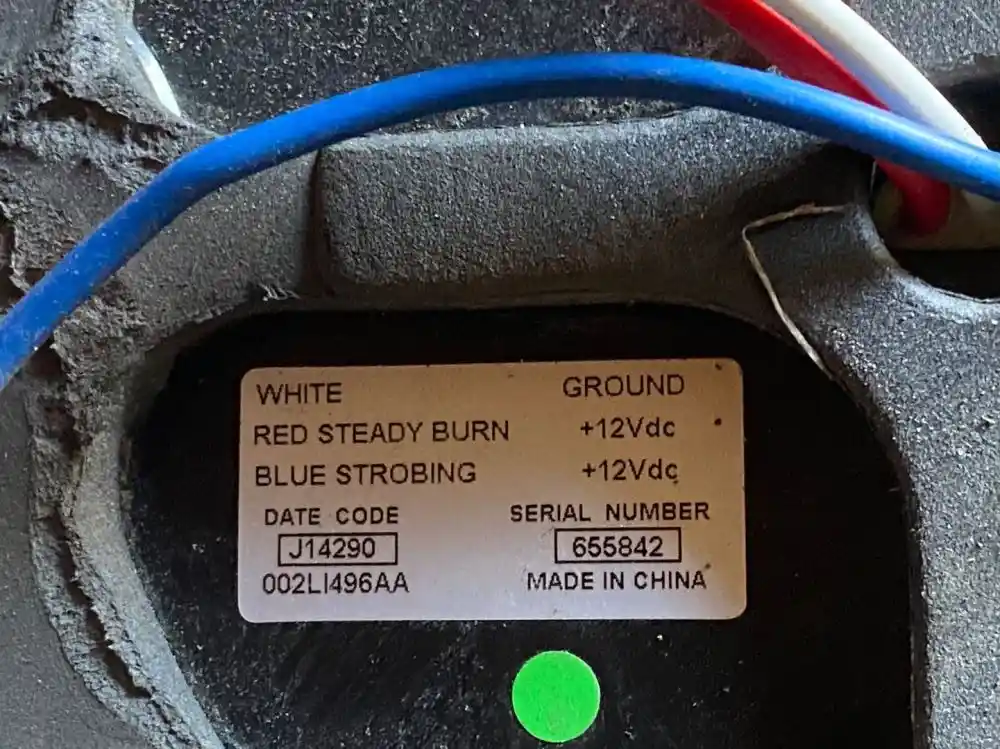 WHITE GROUND
RED STEADY BURN +12Vdc
BLUE STROBING +12Vdc
DATE CODE SERIAL NUMBER
J14290 655842
002LI496AA MADE IN CHINA